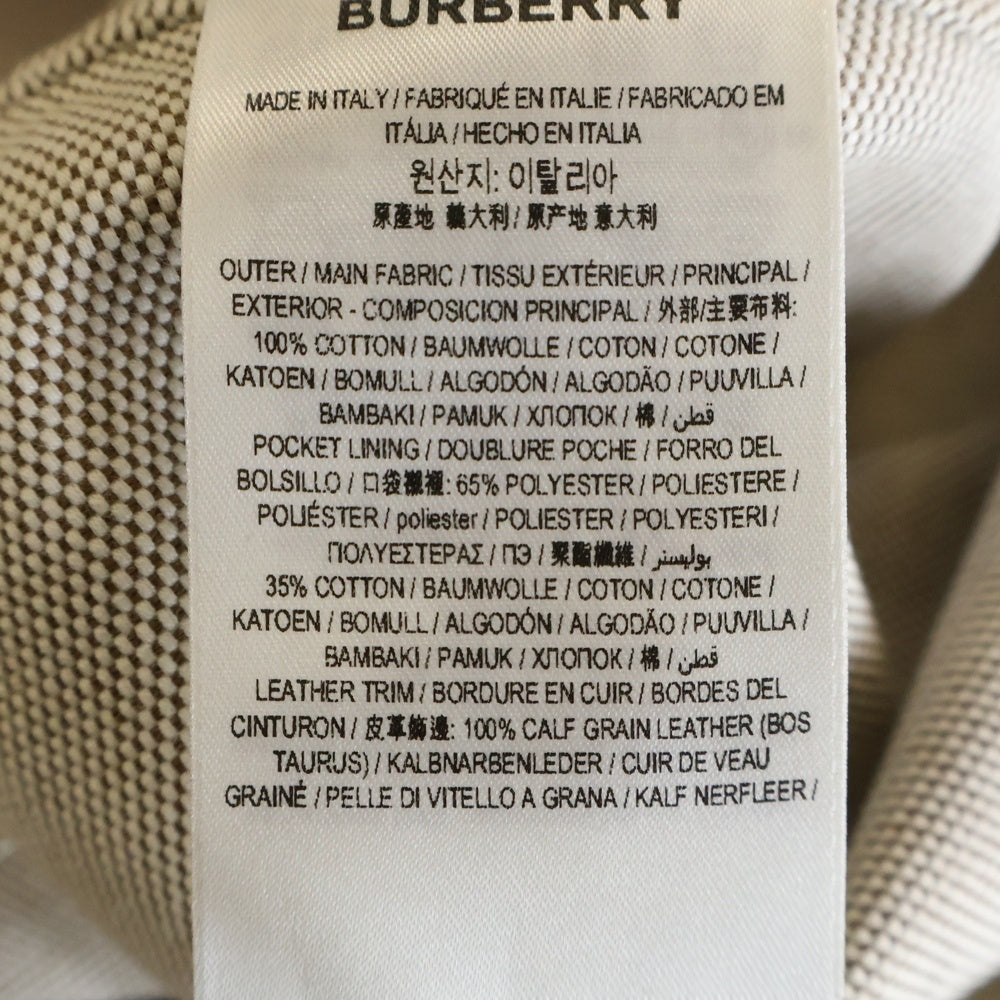 BURBERRY
MADE IN ITALY / FABRIQUÉ EN ITALIE / FABRICADO EM
ITÁLIA / HECHO EN ITALIA
원산지: 이탈리아
原產地 義大利 / 原产地 意大利
OUTER / MAIN FABRIC / TISSU EXTÉRIEUR / PRINCIPAL /
EXTERIOR - COMPOSICION PRINCIPAL / 外部/主要布料:
100% COTTON / BAUMWOLLE / COTON / COTONE /
KATOEN / BOMULL / ALGODÓN / ALGODÃO / PUUVILLA /
BAMBAKI / PAMUK / ХЛОПОК / 棉 / قطن
POCKET LINING / DOUBLURE POCHE / FORRO DEL
BOLSILLO / 口袋襯裡: 65% POLYESTER / POLIESTERE /
POLIÉSTER / poliester / POLIESTER / POLYESTERI /
ΠΟΛΥΕΣΤΕΡΑΣ / ПЭ / 聚酯纖維 / بوليستر
35% COTTON / BAUMWOLLE / COTON / COTONE /
KATOEN / BOMULL / ALGODÓN / ALGODÃO / PUUVILLA /
BAMBAKI / PAMUK / ХЛОПОК / 棉 / قطن
LEATHER TRIM / BORDURE EN CUIR / BORDES DEL
CINTURON / 皮革飾邊: 100% CALF GRAIN LEATHER (BOS
TAURUS) / KALBNARBENLEDER / CUIR DE VEAU
GRAINÉ / PELLE DI VITELLO A GRANA / KALF NERFLEER /